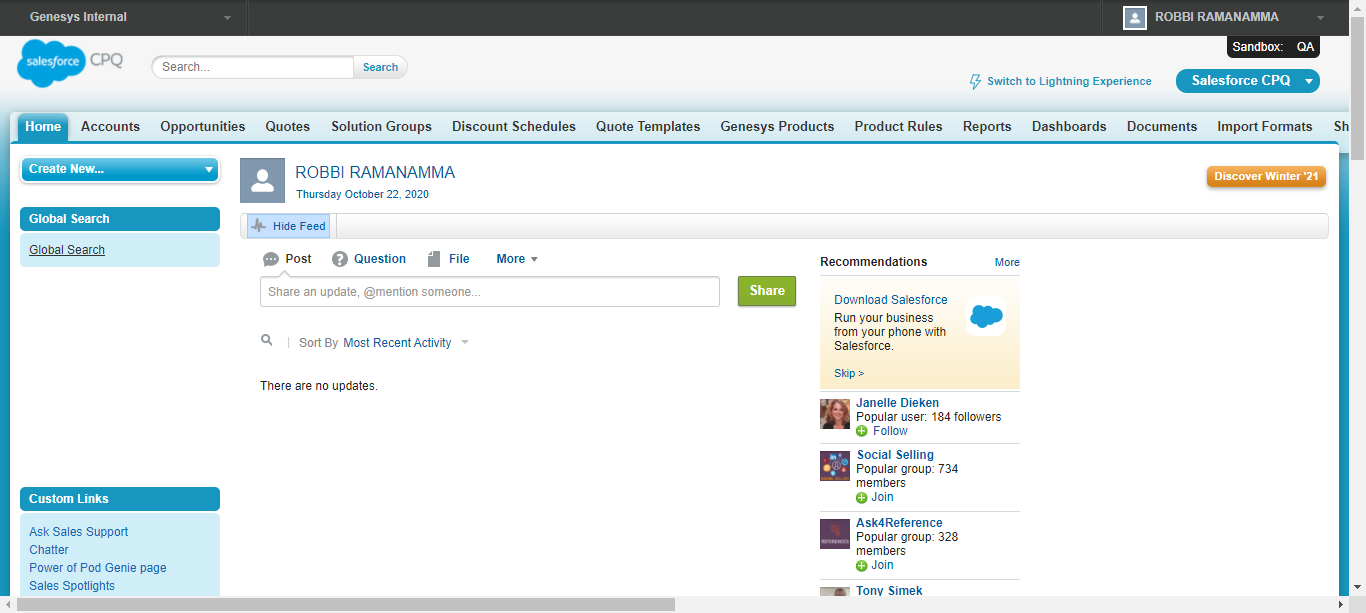 Genesys Internal
ROBBI RAMANAMMA
Sandbox: QA
salesforce CPQ
Search...
Search
Switch to Lightning Experience
Salesforce CPQ
Home Accounts Opportunities Quotes Solution Groups Discount Schedules Quote Templates Genesys Products Product Rules Reports Dashboards Documents Import Formats Sh
Create New...
Global Search
Global Search
Custom Links
Ask Sales Support
Chatter
Power of Pod Genie page
Sales Spotlights
ROBBI RAMANAMMA
Thursday October 22, 2020
Discover Winter '21
Hide Feed
Post Question File More
Share an update, @mention someone...
Share
Sort By Most Recent Activity
There are no updates.
Recommendations More
Download Salesforce
Run your business
from your phone with
Salesforce.
Skip >
Janelle Dieken
Popular user: 184 followers
Follow
Social Selling
Popular group: 734
members
Join
Ask4Reference
Popular group: 328
members
Join
Tony Simek